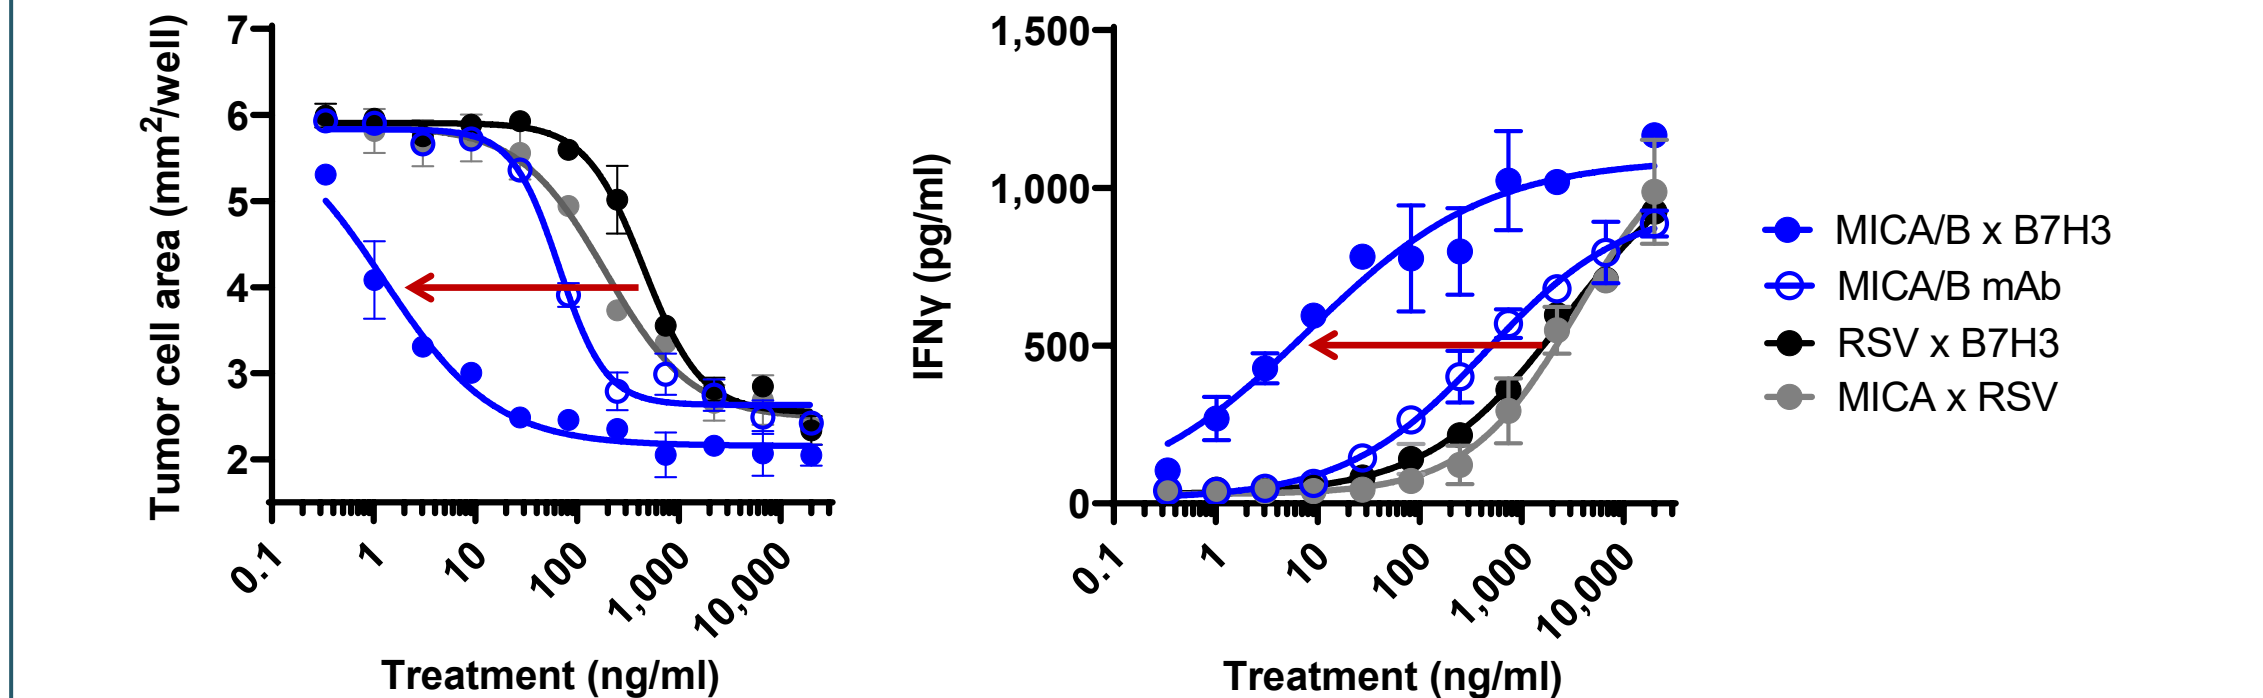 Tumor cell area (mm²/well)
7
6
5
4
3
2
0.1
1
10
100
1,000
10,000
Treatment (ng/ml)
IFNγ (pg/ml)
1,500
1,000
500
0
0.1
1
10
100
1,000
10,000
Treatment (ng/ml)
MICA/B x B7H3
MICA/B mAb
RSV x B7H3
MICA x RSV